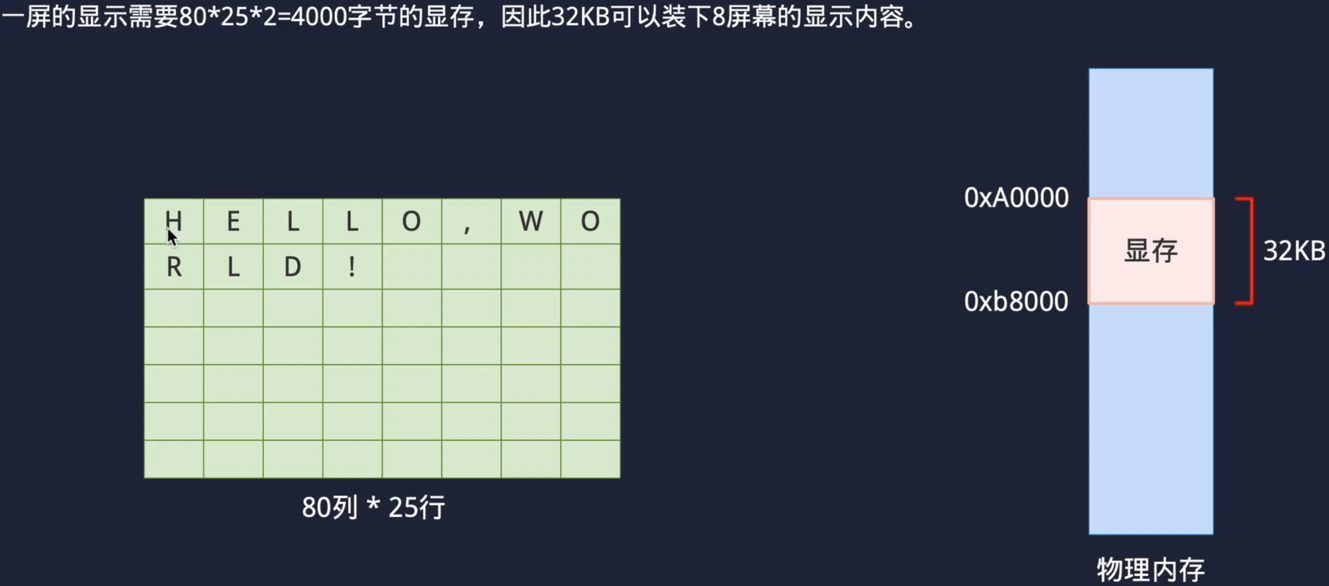 一屏的显示需要80*25*2=4000字节的显存，因此32KB可以装下8屏幕的显示内容。
H E L L O , W O
R L D !
80列 * 25行
0xA0000
显存
32KB
0xb8000
物理内存